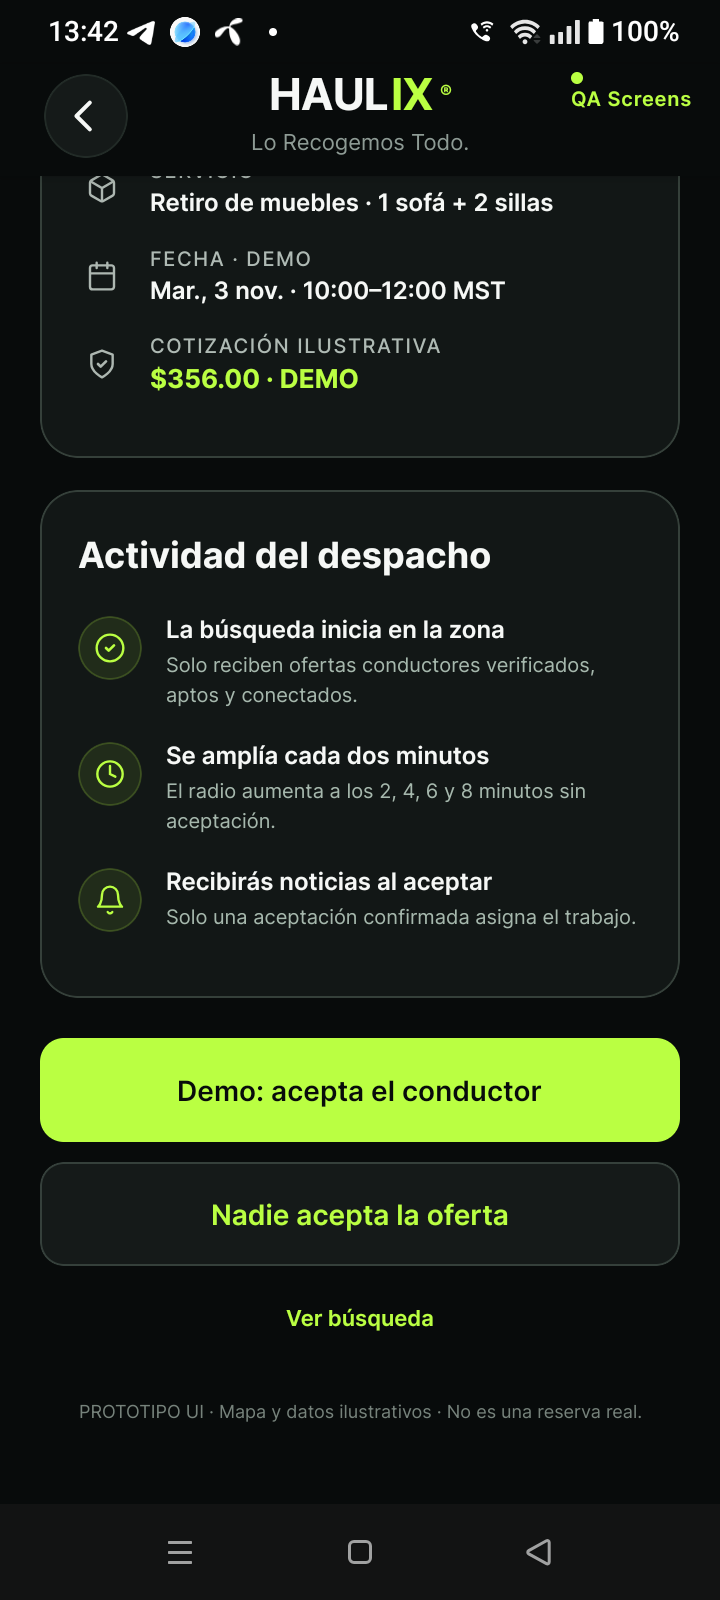 13:42
100%
HAULIX ®
QA Screens
Lo Recogemos Todo.
SERVICIO
Retiro de muebles · 1 sofá + 2 sillas
FECHA · DEMO
Mar., 3 nov. · 10:00–12:00 MST
COTIZACIÓN ILUSTRATIVA
$356.00 · DEMO
Actividad del despacho
La búsqueda inicia en la zona
Solo reciben ofertas conductores verificados,
aptos y conectados.
Se amplía cada dos minutos
El radio aumenta a los 2, 4, 6 y 8 minutos sin
aceptación.
Recibirás noticias al aceptar
Solo una aceptación confirmada asigna el trabajo.
Demo: acepta el conductor
Nadie acepta la oferta
Ver búsqueda
PROTOTIPO UI · Mapa y datos ilustrativos · No es una reserva real.